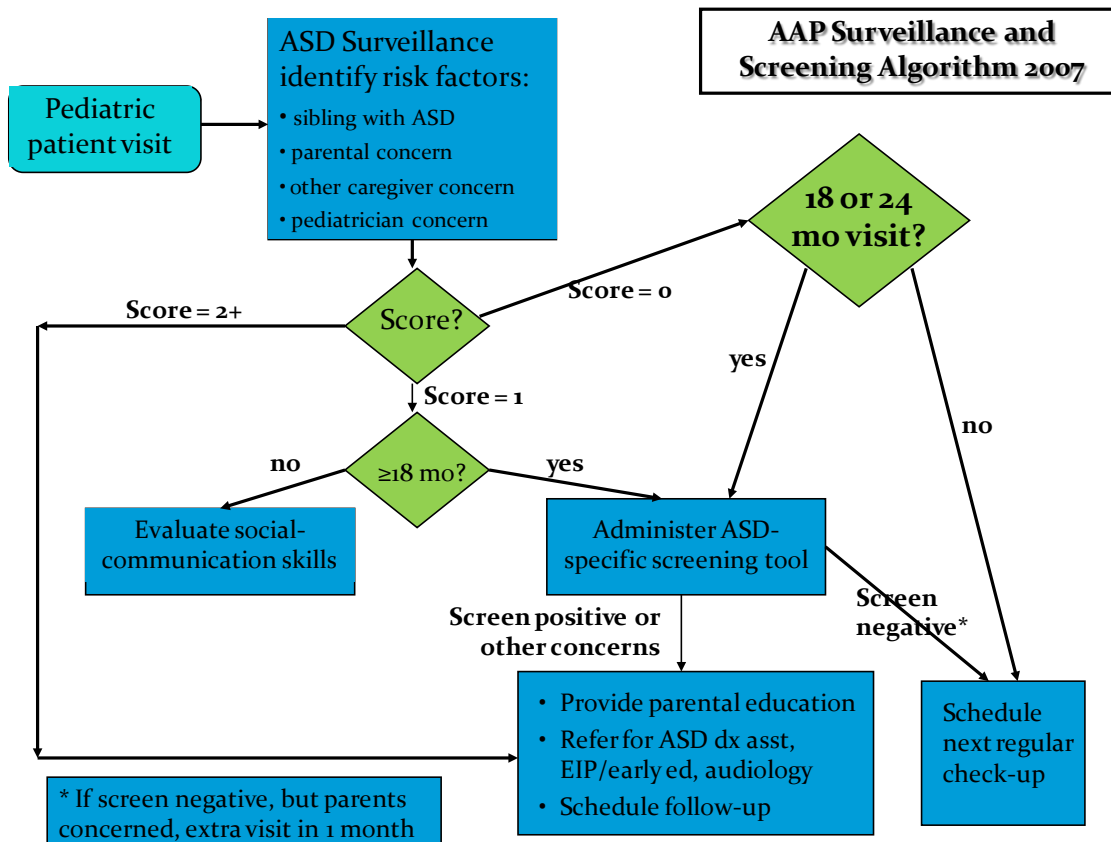 AAP Surveillance and
Screening Algorithm 2007
Pediatric
patient visit
ASD Surveillance
identify risk factors:
• sibling with ASD
• parental concern
• other caregiver concern
• pediatrician concern
18 or 24
mo visit?
Score = 2+
Score?
Score = 0
Score = 1
yes
no
no
≥18 mo?
yes
Evaluate social-
communication skills
Administer ASD-
specific screening tool
Screen positive or
other concerns
Screen
negative*
• Provide parental education
• Refer for ASD dx asst,
EIP/early ed, audiology
• Schedule follow-up
Schedule
next regular
check-up
* If screen negative, but parents
concerned, extra visit in 1 month